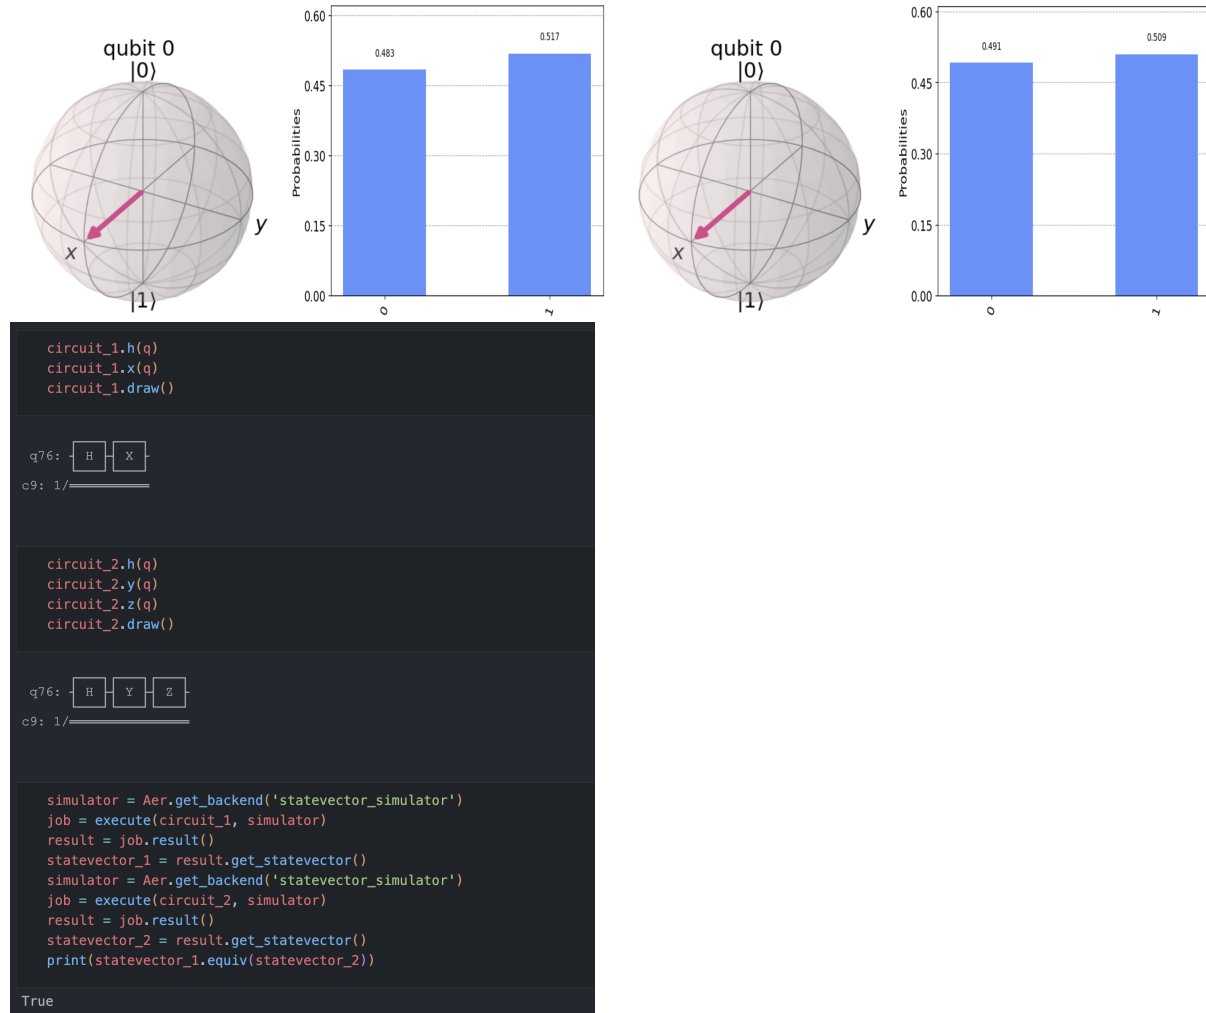 qubit 0
|0⟩
x
y
|1⟩
Probabilities
0.60
0.45
0.30
0.15
0.00
0.483
0.517
0
1
qubit 0
|0⟩
x
y
|1⟩
Probabilities
0.60
0.45
0.30
0.15
0.00
0.491
0.509
0
1
circuit_1.h(q)
circuit_1.x(q)
circuit_1.draw()
q76: H X
c9: 1/
circuit_2.h(q)
circuit_2.y(q)
circuit_2.z(q)
circuit_2.draw()
q76: H Y Z
c9: 1/
simulator = Aer.get_backend('statevector_simulator')
job = execute(circuit_1, simulator)
result = job.result()
statevector_1 = result.get_statevector()
simulator = Aer.get_backend('statevector_simulator')
job = execute(circuit_2, simulator)
result = job.result()
statevector_2 = result.get_statevector()
print(statevector_1.equiv(statevector_2))
True